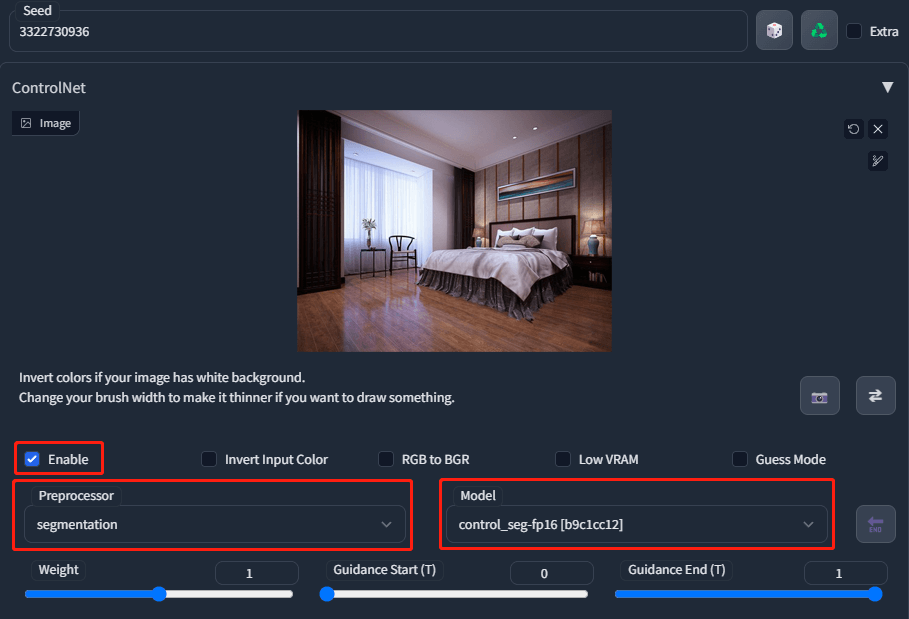 Seed
3322730936
Extra
ControlNet
Image
Invert colors if your image has white background.
Change your brush width to make it thinner if you want to draw something.
Enable
Invert Input Color
RGB to BGR
Low VRAM
Guess Mode
Preprocessor
segmentation
Model
control_seg-fp16 [b9c1cc12]
END
Weight
1
Guidance Start (T)
0
Guidance End (T)
1